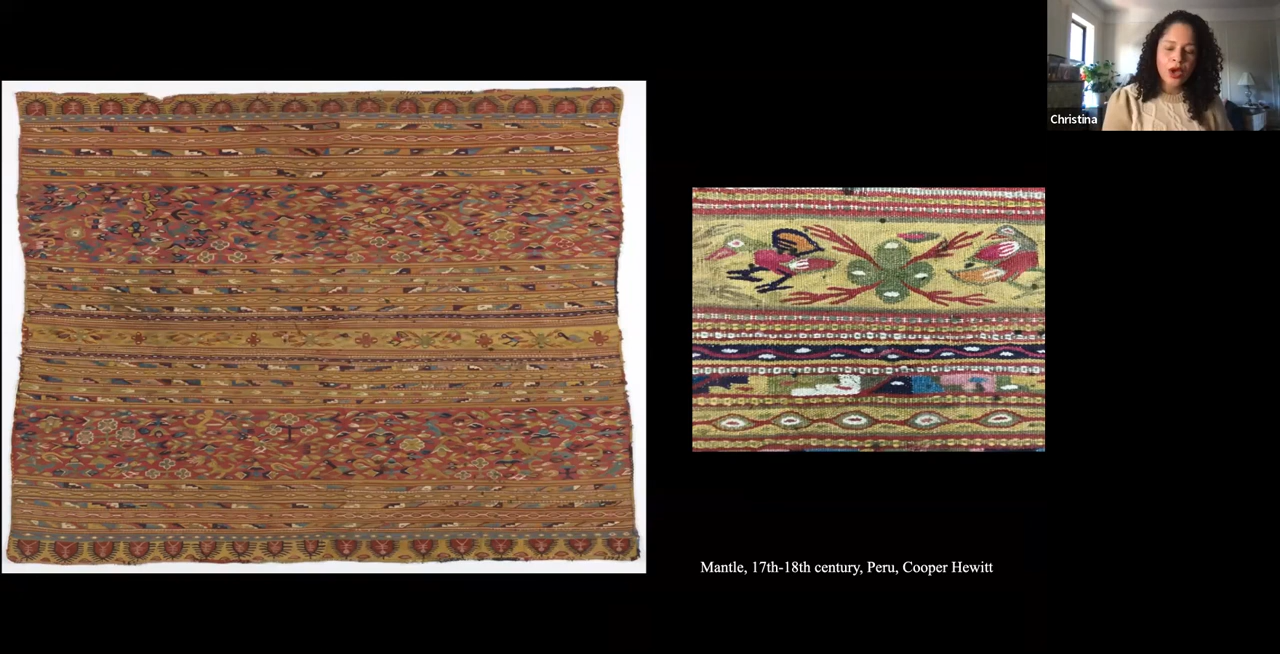 Christina
Mantle, 17th-18th century, Peru, Cooper Hewitt